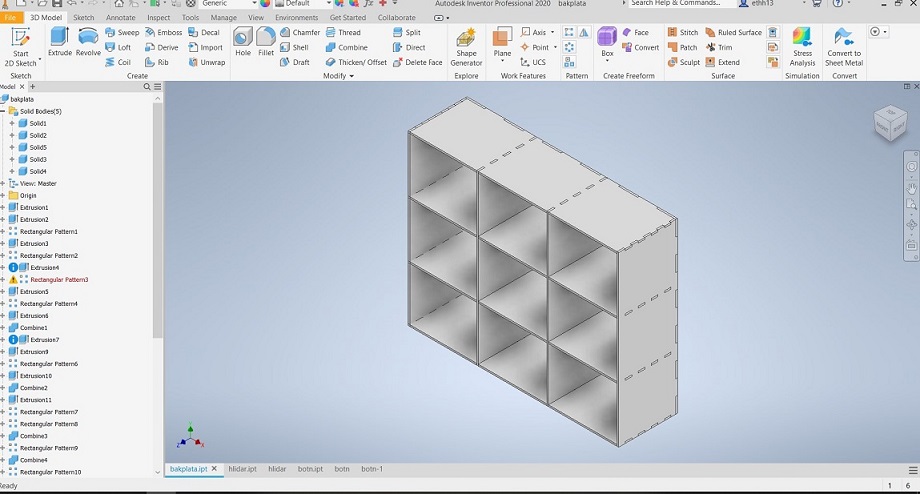 Generic
Default
Autodesk Inventor Professional 2020 bakplata
Search Help & Commands...
ethh13
File 3D Model Sketch Annotate Inspect Tools Manage View Environments Get Started Collaborate
Start
2D Sketch
Sketch
Extrude
Revolve
Sweep Emboss Decal
Loft Derive Import
Coil Rib Unwrap
Create
Hole
Fillet
Chamfer Thread Split
Shell Combine Direct
Draft Thicken/ Offset Delete Face
Modify
Shape
Generator
Explore
Plane
Axis
Point
UCS
Work Features
Pattern
Box
Face
Convert
Create Freeform
Stitch Ruled Surface
Patch Trim
Sculpt Extend
Surface
Stress
Analysis
Simulation
Convert to
Sheet Metal
Convert
Model
bakplata
Solid Bodies(5)
Solid1
Solid2
Solid5
Solid3
Solid4
View: Master
Origin
Extrusion1
Extrusion2
Rectangular Pattern1
Extrusion3
Rectangular Pattern2
Extrusion4
Rectangular Pattern3
Extrusion5
Rectangular Pattern4
Extrusion6
Combine1
Extrusion7
Extrusion9
Rectangular Pattern6
Extrusion10
Combine2
Extrusion11
Rectangular Pattern7
Rectangular Pattern8
Combine3
Rectangular Pattern9
Combine4
Rectangular Pattern10
bakplata.ipt hlidar.ipt hlidar botn.ipt botn botn-1
Ready
1 6